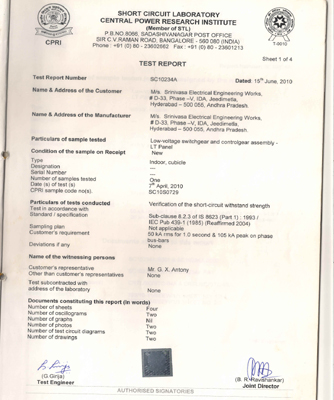 SHORT CIRCUIT LABORATORY
CENTRAL POWER RESEARCH INSTITUTE
(Member of STL)
P.B.NO.8066, SADASHIVANAGAR POST OFFICE
SIR C.V.RAMAN ROAD, BANGALORE - 560 080 (INDIA)
Phone : +91 (0) 80 - 23602662 Fax : +91 (0) 80 - 23601213
CPRI
T-0010
Sheet 1 of 4
TEST REPORT
Test Report Number SC10234A Dated: 15th June, 2010
Name & Address of the Customer M/s. Srinivasa Electrical Engineering Works,
# D-33, Phase –V, IDA, Jeedimetla,
Hyderabad – 500 055, Andhra Pradesh.
Name & Address of the Manufacturer M/s. Srinivasa Electrical Engineering Works,
# D-33, Phase –V, IDA, Jeedimetla,
Hyderabad – 500 055, Andhra Pradesh.
Particulars of sample tested Low-voltage switchgear and controlgear assembly -
LT Panel
Condition of the sample on Receipt New
Type Indoor, cubicle
Designation ---
Serial Number ---
Number of samples tested One
Date (s) of test (s) 7th April, 2010
CPRI sample code no(s). SC10S0729
Particulars of tests conducted Verification of the short-circuit withstand strength
Test in accordance with
Standard / specification Sub-clause 8.2.3 of IS 8623 (Part 1) : 1993 /
IEC Pub 439-1 (1985) (Reaffirmed 2004)
Sampling plan Not applicable
Customer's requirement 50 kA rms for 1.0 second & 105 kA peak on phase
bus-bars
Deviations if any None
Name of the witnessing persons
Customer's representative Mr. G. X. Antony
Other than customer's representatives None
Test subcontracted with
address of the laboratory None
Documents constituting this report (in words)
Number of sheets Four
Number of oscillograms Two
Number of graphs Nil
Number of photos Two
Number of test circuit diagrams Two
Number of drawings Two
(G.Girija)
Test Engineer
(B. R. Ravishankar)
Joint Director
AUTHORISED SIGNATORIES